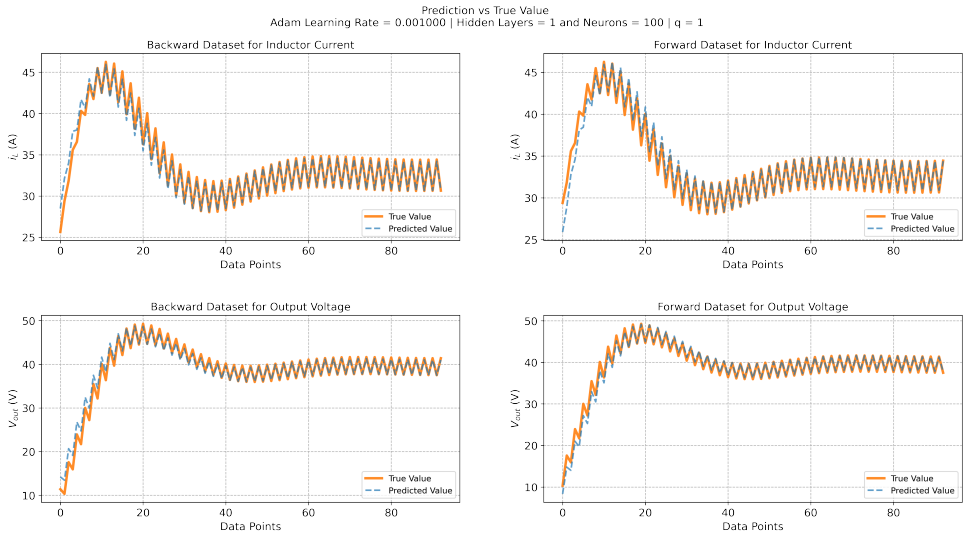 Prediction vs True Value
Adam Learning Rate = 0.001000 | Hidden Layers = 1 and Neurons = 100 | q = 1
Backward Dataset for Inductor Current
45
40
35
30
25
i_L (A)
0
20
40
60
80
Data Points
True Value
Predicted Value
Forward Dataset for Inductor Current
45
40
35
30
25
i_L (A)
0
20
40
60
80
Data Points
True Value
Predicted Value
Backward Dataset for Output Voltage
50
40
30
20
10
V_out (V)
0
20
40
60
80
Data Points
True Value
Predicted Value
Forward Dataset for Output Voltage
50
40
30
20
10
V_out (V)
0
20
40
60
80
Data Points
True Value
Predicted Value